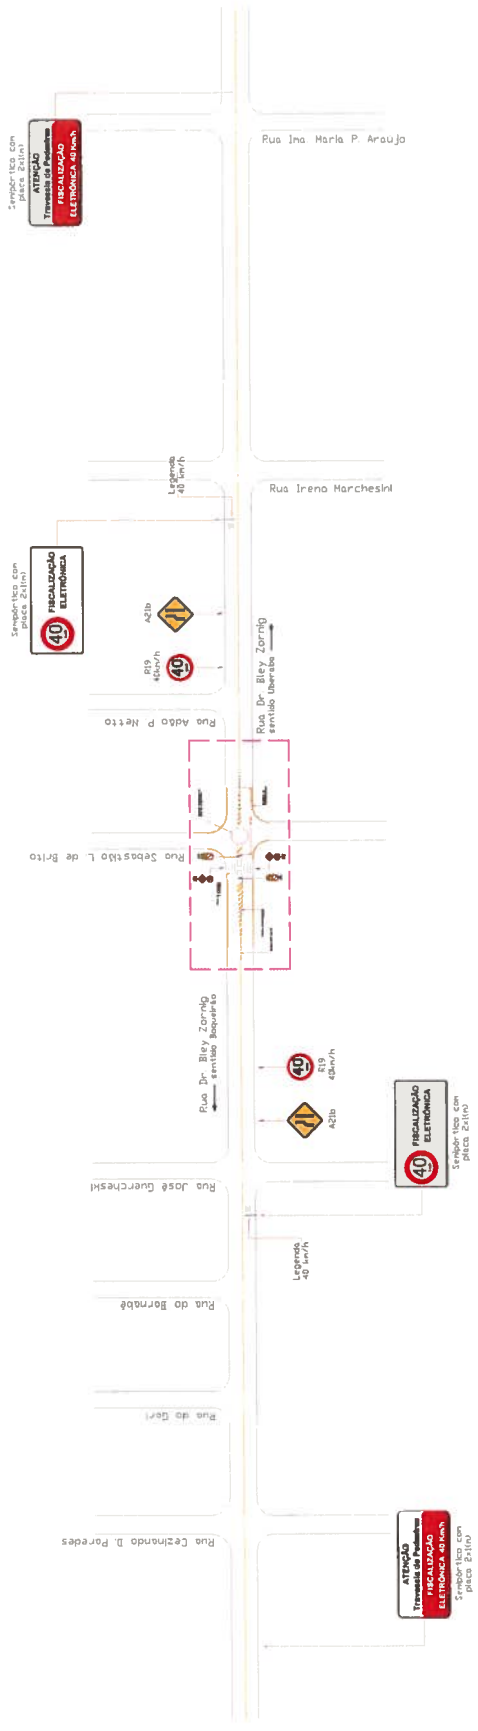 Semipórtico com
placa 2x1(m)
ATENÇÃO
Travessia de Pedestres
FISCALIZAÇÃO
ELETRÔNICA 40 Km/h
Rua Ima. Maria P. Araujo
Legenda
40 km/h
Rua Irena Marchesini
Semipórtico com
placa 2x1(m)
40
FISCALIZAÇÃO
ELETRÔNICA
A21b
R19
40km/h
40
Rua Adão P Netto
Rua Dr Bley Zornig
sentido Uberaba
Rua Sebastião L. de Brito
Rua Dr. Bley Zornig
sentido Boqueirão
40
R19
40km/h
A21b
40
FISCALIZAÇÃO
ELETRÔNICA
Semipórtico com
placa 2x1(m)
Rua José Guercheski
Legenda
40 km/h
Rua do Barnabé
Rua do Gari
Rua Cezinando D. Paredes
ATENÇÃO
Travessia de Pedestres
FISCALIZAÇÃO
ELETRÔNICA 40 Km/h
Semipórtico com
placa 2x1(m)